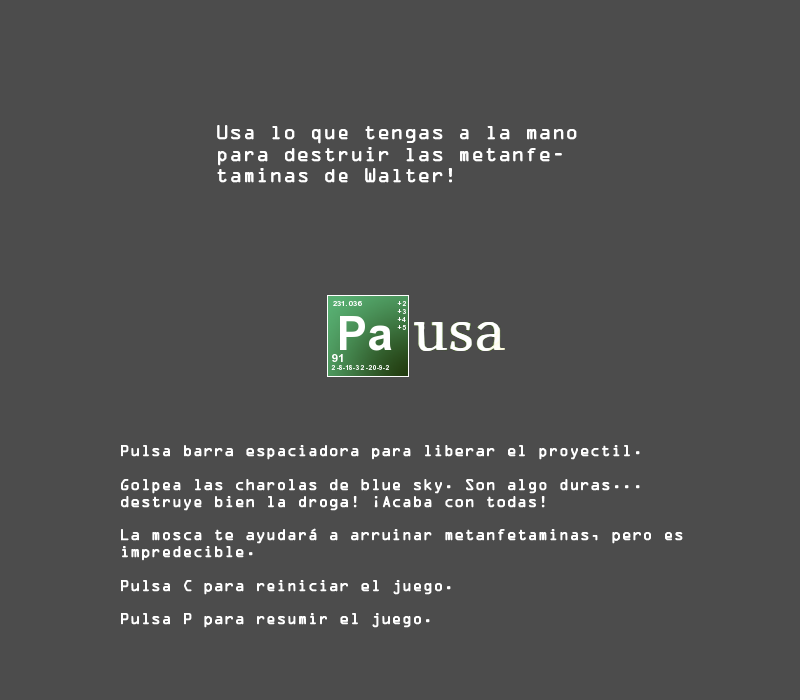 Usa lo que tengas a la mano
para destruir las metanfe-
taminas de Walter!
231.036
+2
+3
+4
+5
Pausa
91
2-8-18-32-20-9-2
Pulsa barra espaciadora para liberar el proyectil.
Golpea las charolas de blue sky. Son algo duras...
destruye bien la droga! ¡Acaba con todas!
La mosca te ayudará a arruinar metanfetaminas, pero es
impredecible.
Pulsa C para reiniciar el juego.
Pulsa P para resumir el juego.